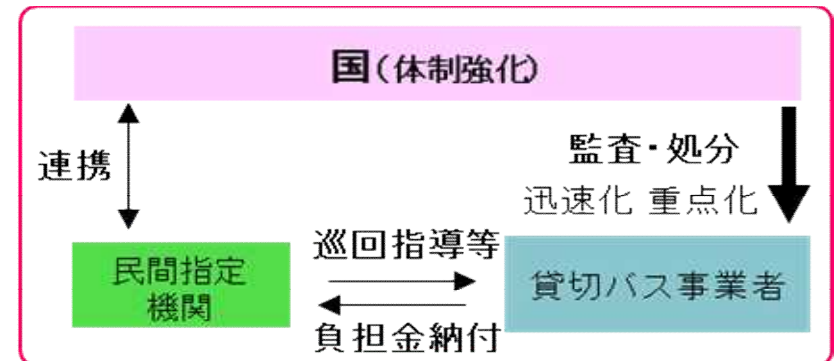 国(体制強化)
連携
監査・処分
迅速化 重点化
民間指定
機関
巡回指導等
負担金納付
貸切バス事業者